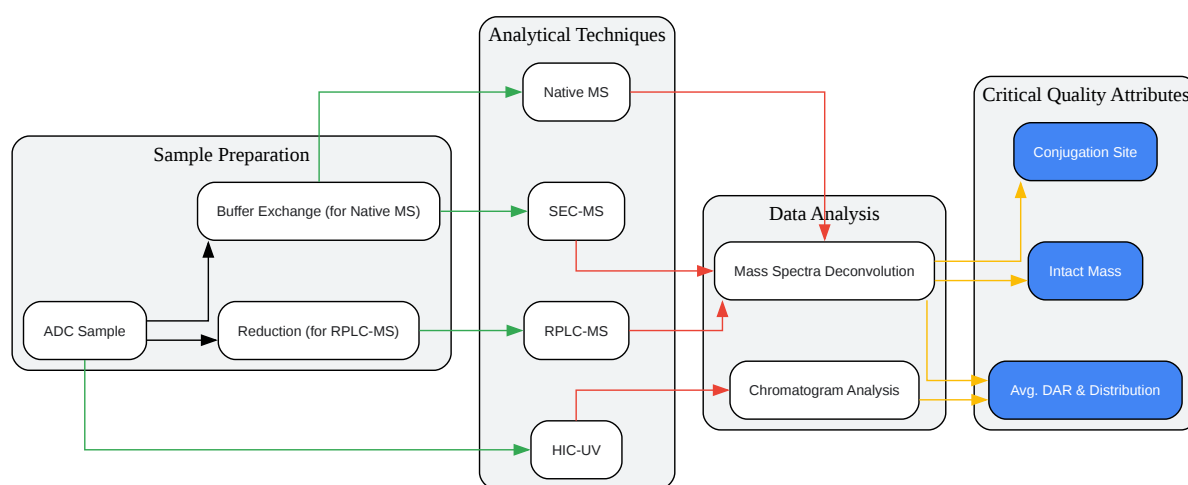 Sample Preparation
ADC Sample
Buffer Exchange (for Native MS)
Reduction (for RPLC-MS)
Analytical Techniques
Native MS
SEC-MS
RPLC-MS
HIC-UV
Data Analysis
Mass Spectra Deconvolution
Chromatogram Analysis
Critical Quality Attributes
Conjugation Site
Intact Mass
Avg. DAR & Distribution